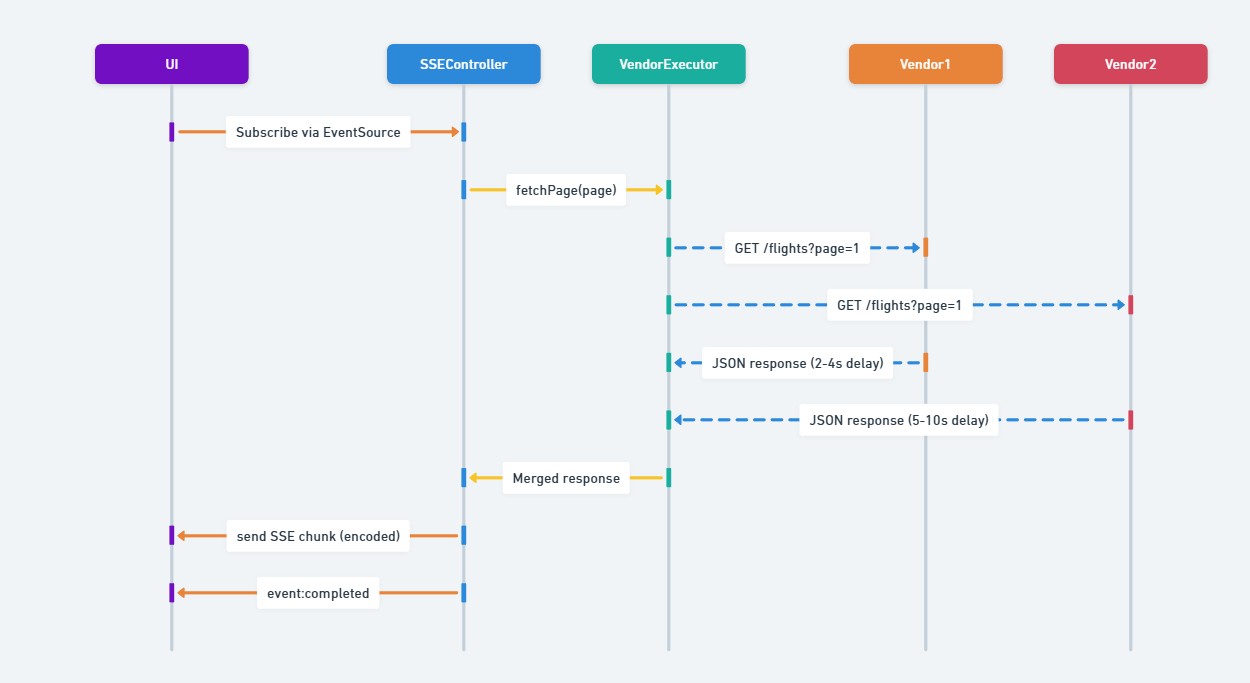 UI
SSEController
VendorExecutor
Vendor1
Vendor2
Subscribe via EventSource
fetchPage(page)
GET /flights?page=1
GET /flights?page=1
JSON response (2-4s delay)
JSON response (5-10s delay)
Merged response
send SSE chunk (encoded)
event:completed